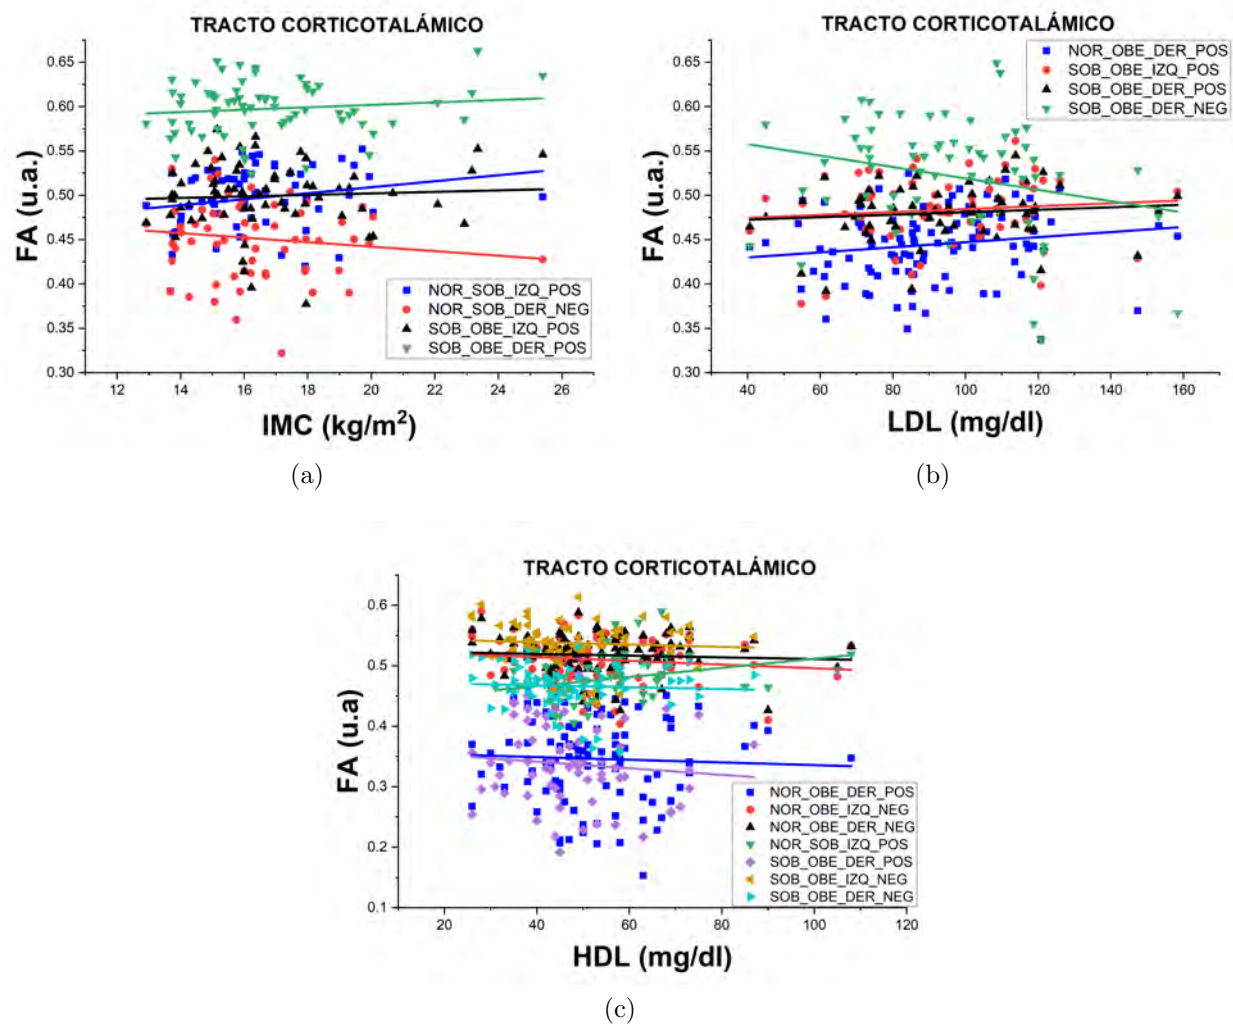 TRACTO CORTICOTALÁMICO
FA (u.a.)
0.65
0.60
0.55
0.50
0.45
0.40
0.35
0.30
NOR_SOB_IZQ_POS
NOR_SOB_DER_NEG
SOB_OBE_IZQ_POS
SOB_OBE_DER_POS
12 14 16 18 20 22 24 26
IMC (kg/m²)
(a)
TRACTO CORTICOTALÁMICO
FA (u.a.)
0.65
0.60
0.55
0.50
0.45
0.40
0.35
0.30
NOR_OBE_DER_POS
SOB_OBE_IZQ_POS
SOB_OBE_DER_POS
SOB_OBE_DER_NEG
40 60 80 100 120 140 160
LDL (mg/dl)
(b)
TRACTO CORTICOTALÁMICO
FA (u.a)
0.6
0.5
0.4
0.3
0.2
0.1
NOR_OBE_DER_POS
NOR_OBE_IZQ_NEG
NOR_OBE_DER_NEG
NOR_SOB_IZQ_POS
SOB_OBE_DER_POS
SOB_OBE_IZQ_NEG
SOB_OBE_DER_NEG
20 40 60 80 100 120
HDL (mg/dl)
(c)